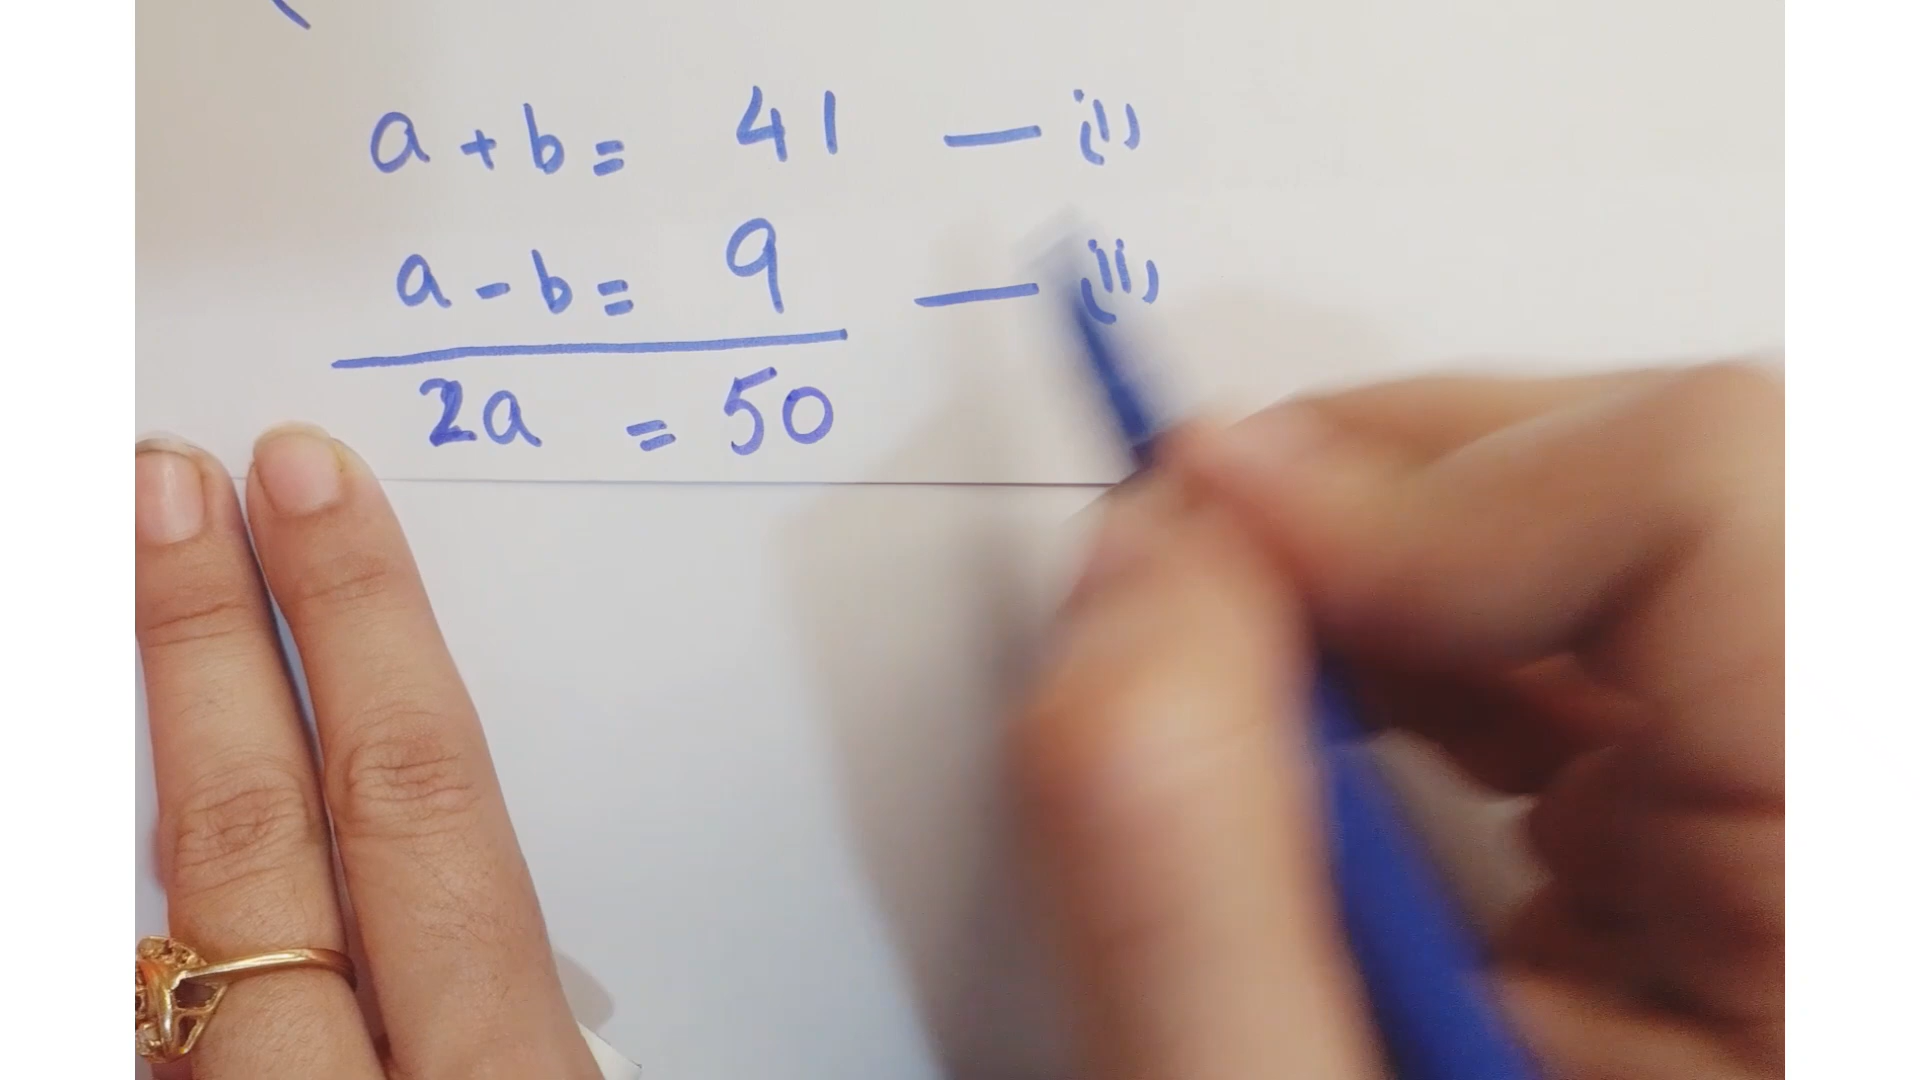 a + b = 41 — (i)
a - b = 9 — (ii)
2a = 50